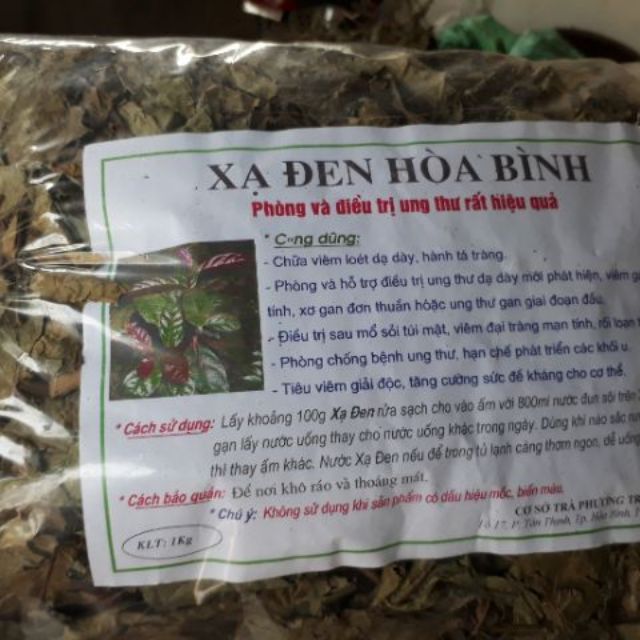 XẠ ĐEN HÒA BÌNH
Phòng và điều trị ung thư rất hiệu quả
* Công dũng:
- Chữa viêm loét dạ dày, hành tá tràng.
- Phòng và hỗ trợ điều trị ung thư dạ dày mới phát hiện, viêm gan
tính, xơ gan đơn thuần hoặc ung thư gan giai đoạn đầu.
- Điều trị sau mổ sỏi túi mật, viêm đại tràng mạn tính, rối loạn
- Phòng chống bệnh ung thư, hạn chế phát triển các khối u.
- Tiêu viêm giải độc, tăng cường sức đề kháng cho cơ thể.
* Cách sử dụng: Lấy khoảng 100g Xạ Đen rửa sạch cho vào ấm với 800ml nước đun sôi trên
gạn lấy nước uống thay cho nước uống khác trong ngày. Dùng khi nào sắc
thì thay ấm khác. Nước Xạ Đen nếu để trong tủ lạnh càng thơm ngon, dễ uống
* Cách bảo quản: Để nơi khô ráo và thoáng mát.
* Chú ý: Không sử dụng khi sản phẩm có dấu hiệu mốc, biến màu.
KLT: 1Kg
CƠ SỞ TRÀ PHƯƠNG
P. Tân Thịnh, Tp. Hòa Bình,